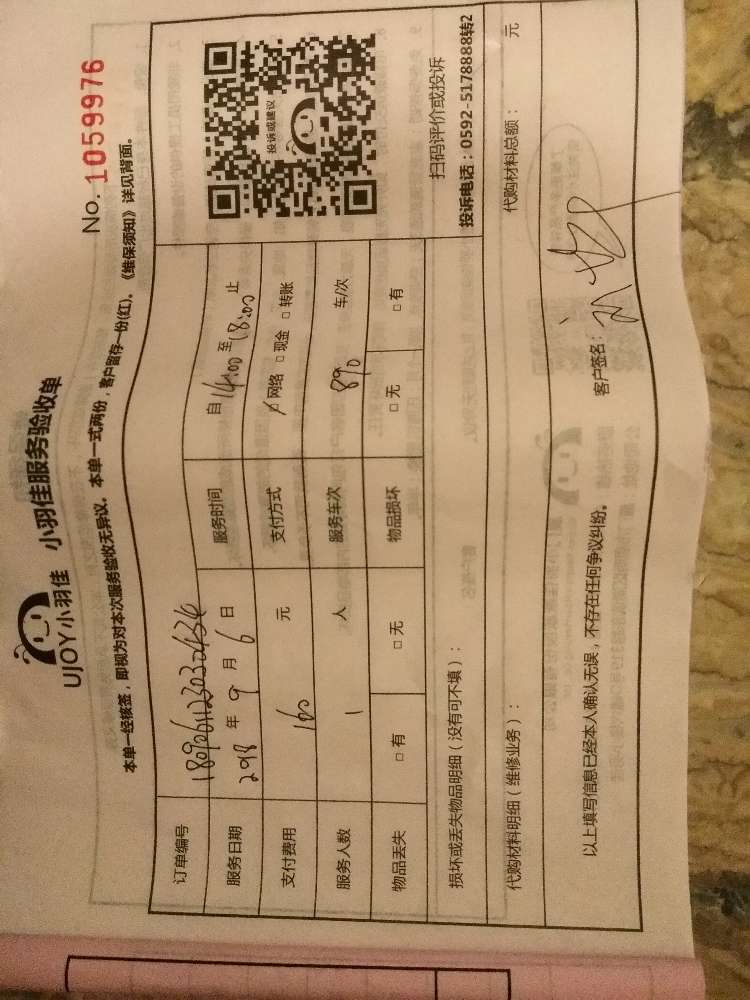 UJOY小羽佳 小羽佳服务验收单
No. 1059976
本单一经核签，即视为对本次服务验收无异议。本单一式两份，客户留存一份(红)。《维保须知》详见背面。
订单编号 180906112303043
服务日期 2018 年 9 月 6 日 服务时间 自 14:00 至 18:00 止
支付费用 160 元 支付方式 ☑ 网络 □ 现金 □ 转账
服务人数 1 人 服务车次 车/次
物品丢失 □ 有 □ 无 物品损坏 □ 无 □ 有
投诉或建议
扫码评价或投诉
投诉电话：0592-5178888转2
损坏或丢失物品明细（没有可不填）：
代购材料明细（维修业务）： 代购材料总额： 元
以上填写信息已经本人确认无误，不存在任何争议纠纷。
客户签名：